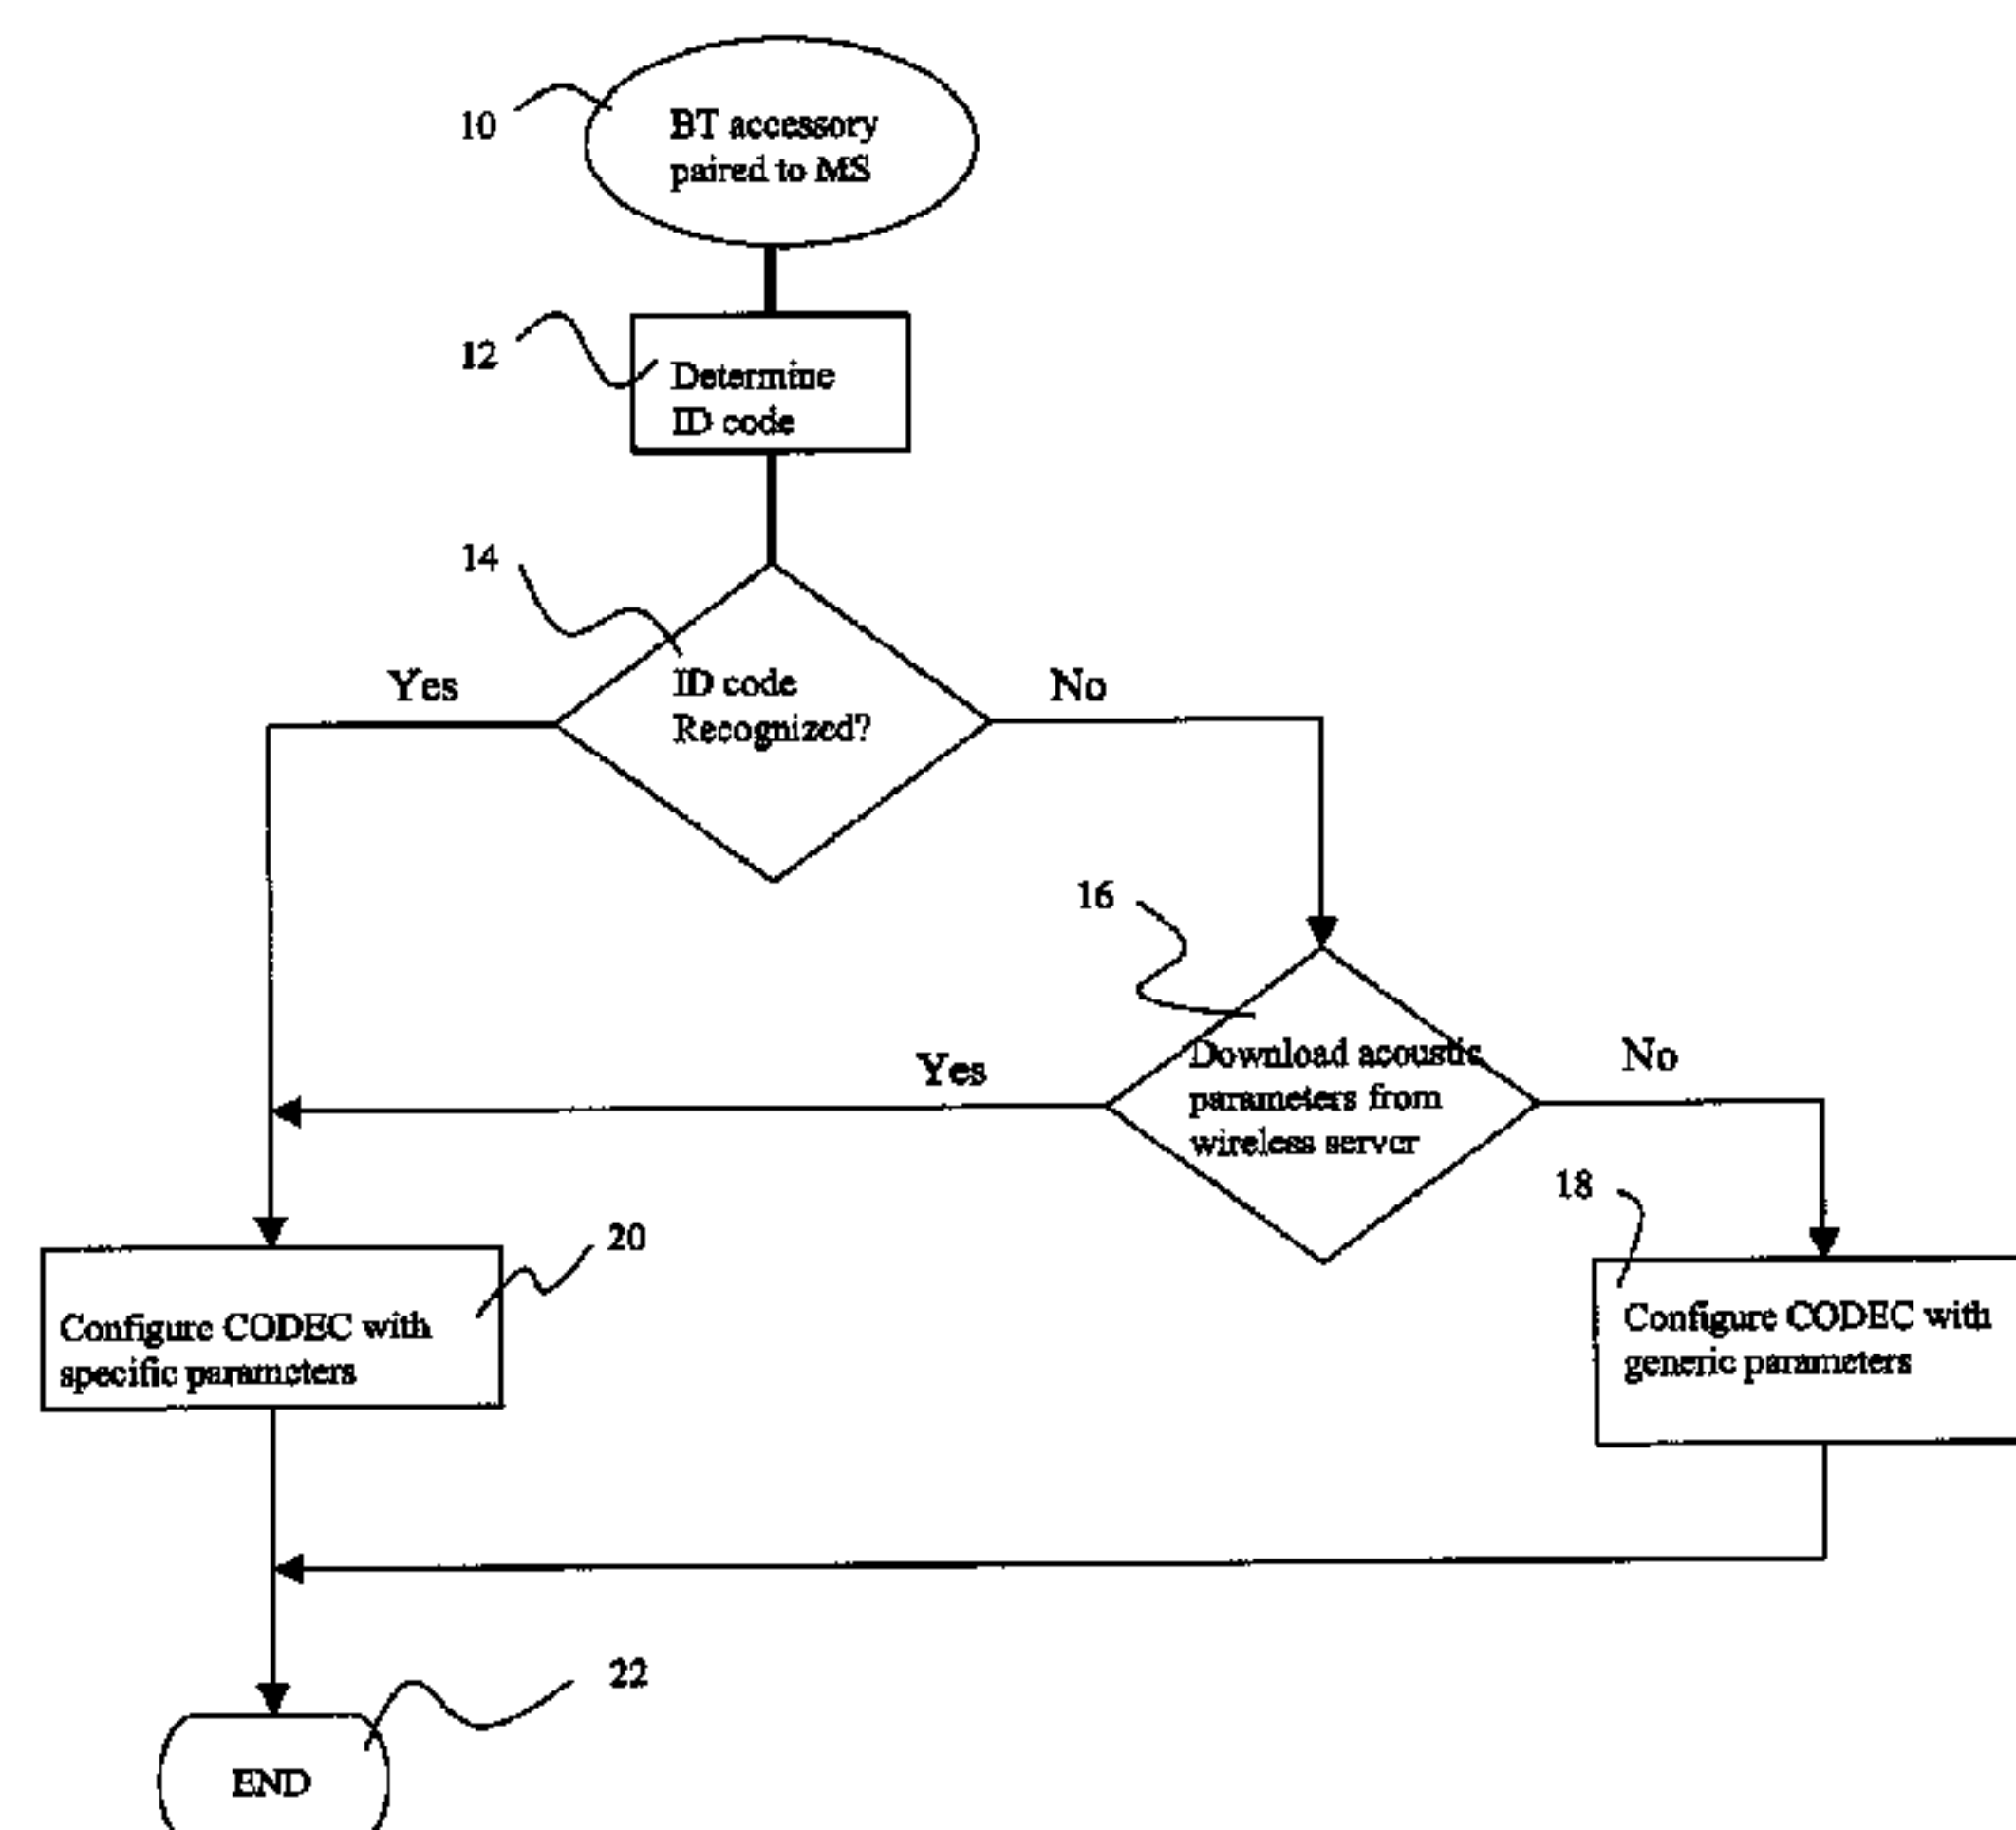 10
BT accessory
paired to MS
12
Determine
ID code
14
Yes
ID code
Recognized?
No
16
Yes
Download acoustic
parameters from
wireless server
No
18
20
Configure CODEC with
specific parameters
Configure CODEC with
generic parameters
22
END